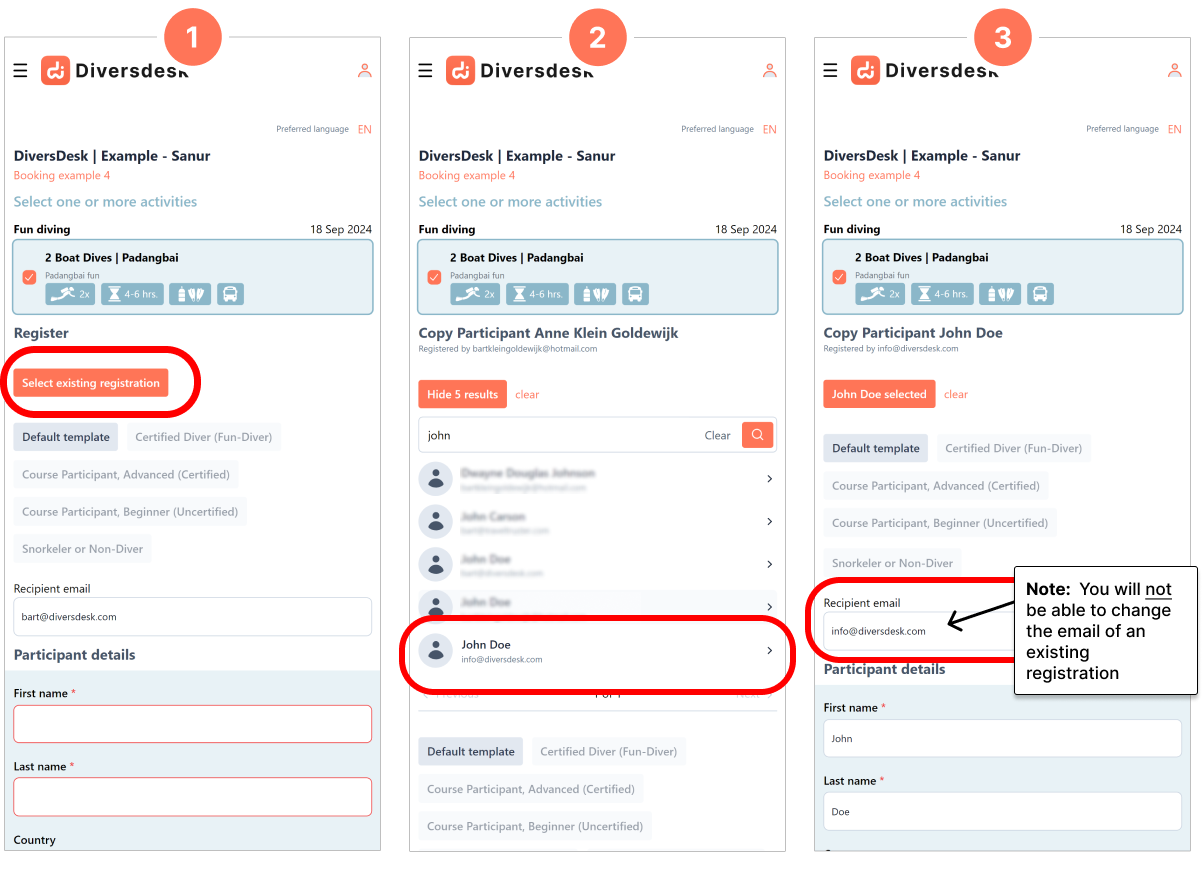 1
Diversdesk
Preferred language EN
DiversDesk | Example - Sanur
Booking example 4
Select one or more activities
Fun diving 18 Sep 2024
2 Boat Dives | Padangbai
Padangbai fun
2x 4-6 hrs.
Register
Select existing registration
Default template Certified Diver (Fun-Diver)
Course Participant, Advanced (Certified)
Course Participant, Beginner (Uncertified)
Snorkeler or Non-Diver
Recipient email
bart@diversdesk.com
Participant details
First name *
Last name *
Country
2
Diversdesk
Preferred language EN
DiversDesk | Example - Sanur
Booking example 4
Select one or more activities
Fun diving 18 Sep 2024
2 Boat Dives | Padangbai
Padangbai fun
2x 4-6 hrs.
Copy Participant Anne Klein Goldewijk
Registered by bartkleingoldewijk@hotmail.com
Hide 5 results clear
john Clear
John Doe
info@diversdesk.com
Default template Certified Diver (Fun-Diver)
Course Participant, Advanced (Certified)
Course Participant, Beginner (Uncertified)
3
Diversdesk
Preferred language EN
DiversDesk | Example - Sanur
Booking example 4
Select one or more activities
Fun diving 18 Sep 2024
2 Boat Dives | Padangbai
Padangbai fun
2x 4-6 hrs.
Copy Participant John Doe
Registered by info@diversdesk.com
John Doe selected clear
Default template Certified Diver (Fun-Diver)
Course Participant, Advanced (Certified)
Course Participant, Beginner (Uncertified)
Snorkeler or Non-Diver
Recipient email
info@diversdesk.com
Note: You will not
be able to change
the email of an
existing
registration
Participant details
First name *
John
Last name *
Doe